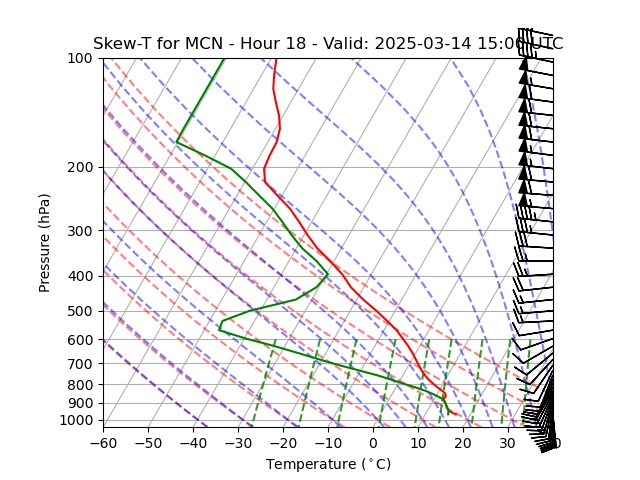 Skew-T for MCN - Hour 18 - Valid: 2025-03-14 15:00 UTC
100
200
300
400
500
600
700
800
900
1000
Pressure (hPa)
−60 −50 −40 −30 −20 −10 0 10 20 30 40
Temperature (°C)